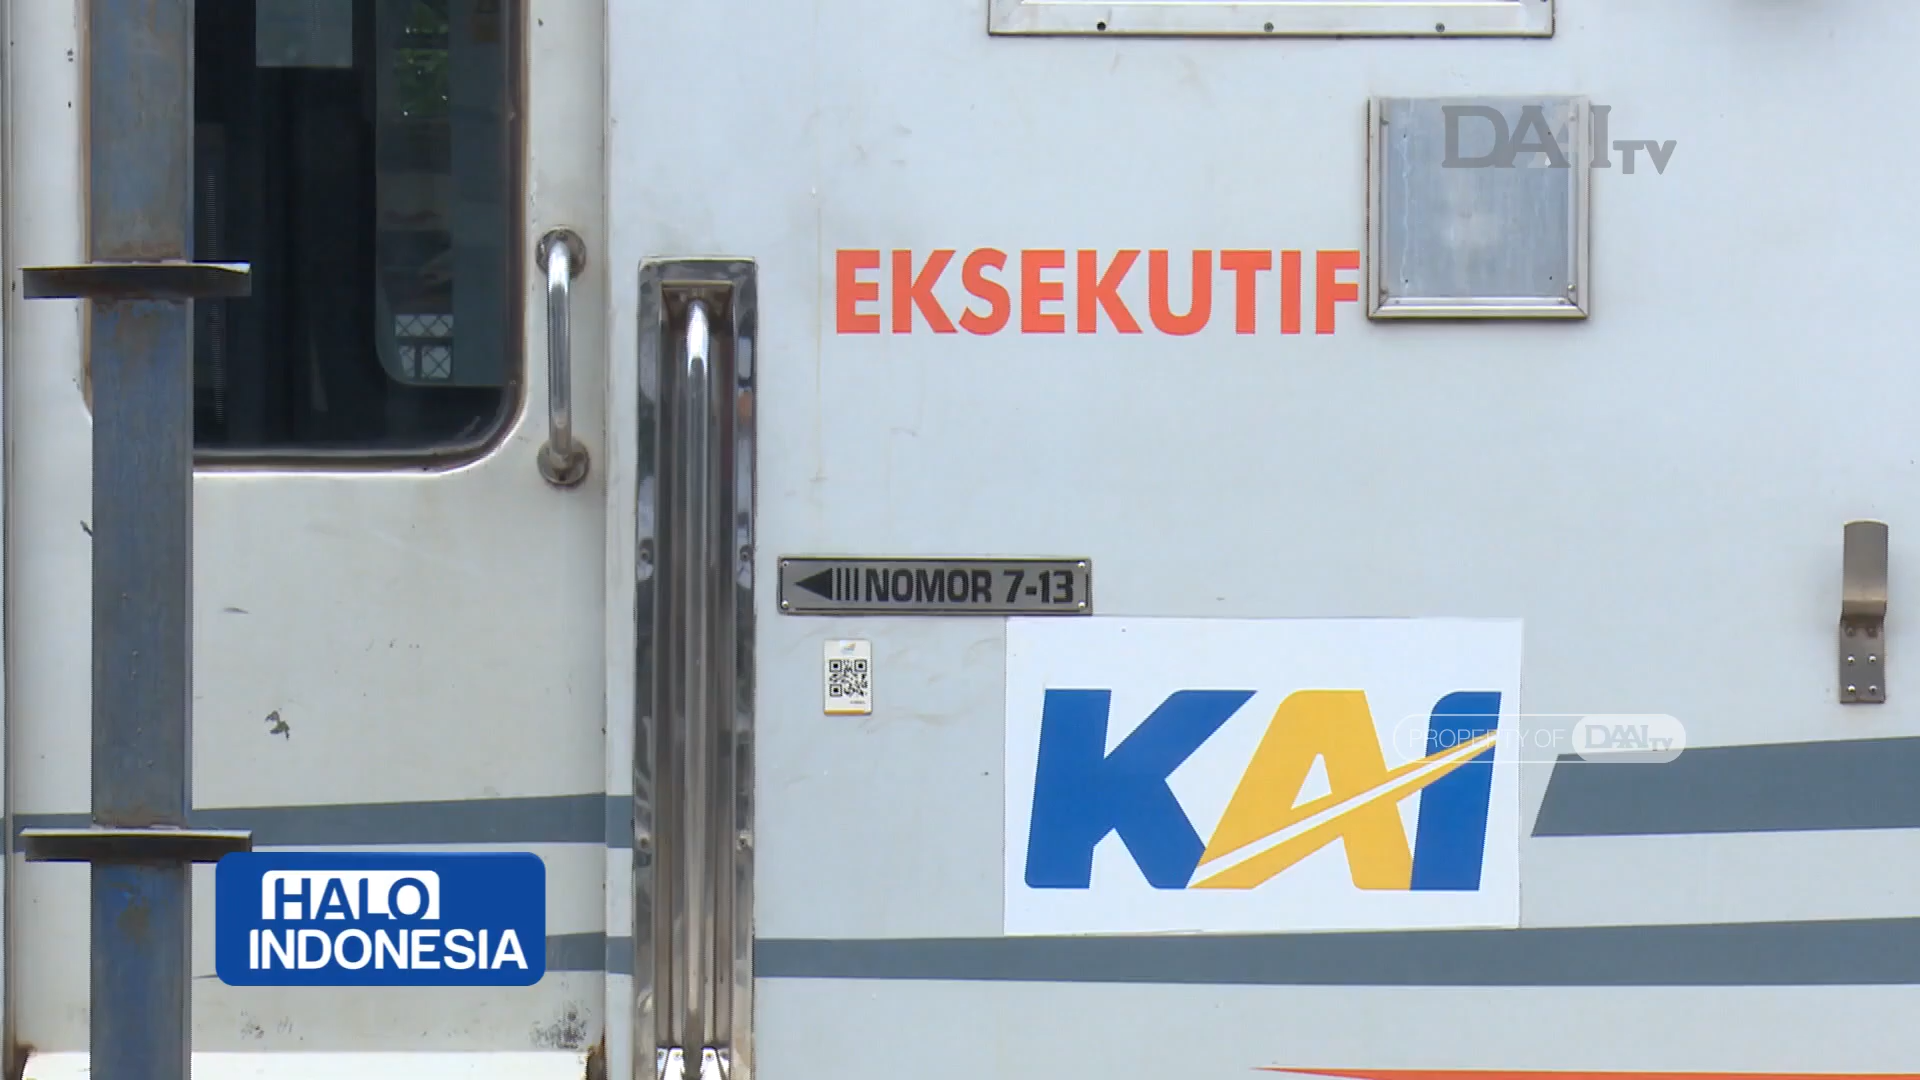 DAAI TV
EKSEKUTIF
NOMOR 7-13
KAI
PROPERTY OF DAAI TV
HALO
INDONESIA